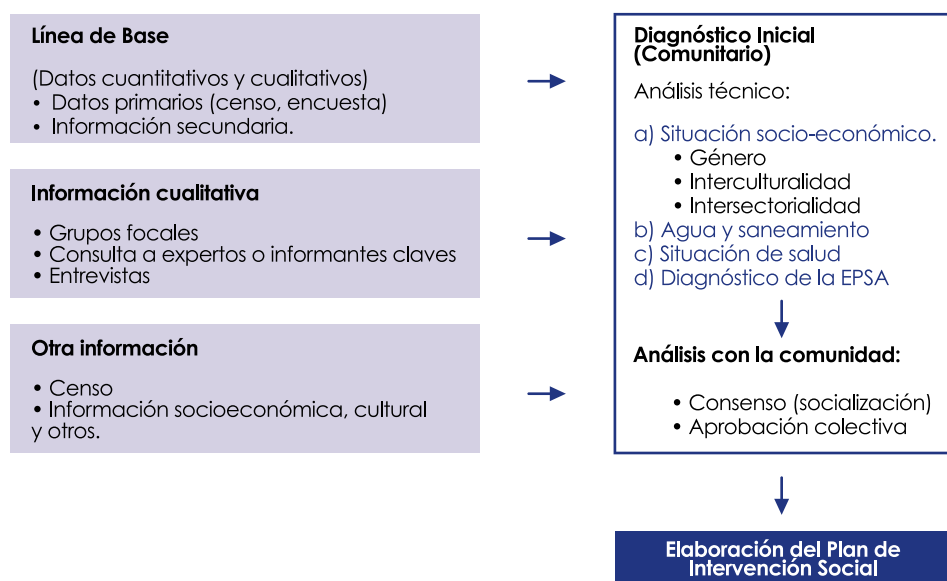 Línea de Base
(Datos cuantitativos y cualitativos)
• Datos primarios (censo, encuesta)
• Información secundaria.
Información cualitativa
• Grupos focales
• Consulta a expertos o informantes claves
• Entrevistas
Otra información
• Censo
• Información socioeconómica, cultural
y otros.
Diagnóstico Inicial
(Comunitario)
Análisis técnico:
a) Situación socio-económico.
• Género
• Interculturalidad
• Intersectorialidad
b) Agua y saneamiento
c) Situación de salud
d) Diagnóstico de la EPSA
Análisis con la comunidad:
• Consenso (socialización)
• Aprobación colectiva
Elaboración del Plan de
Intervención Social